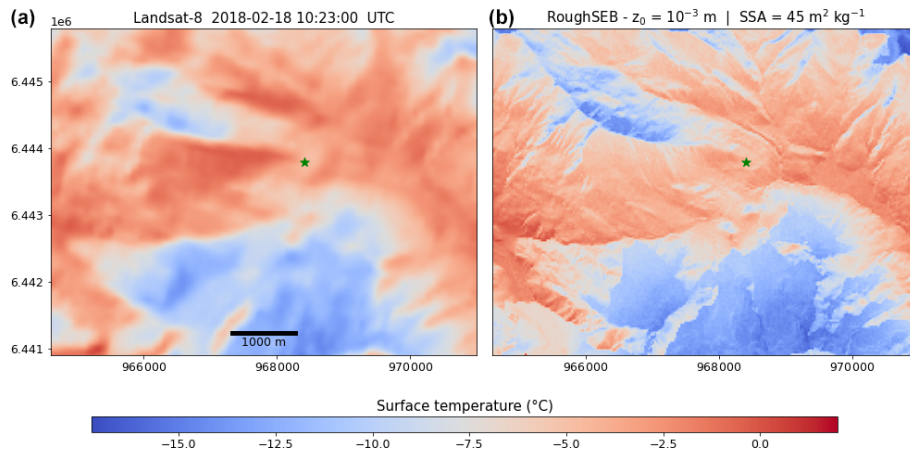 (a) Landsat-8 2018-02-18 10:23:00 UTC
(b) RoughSEB - z₀ = 10⁻³ m | SSA = 45 m² kg⁻¹
1e6
6.445
6.444
6.443
6.442
6.441
1000 m
966000 968000 970000
966000 968000 970000
Surface temperature (°C)
−15.0 −12.5 −10.0 −7.5 −5.0 −2.5 0.0